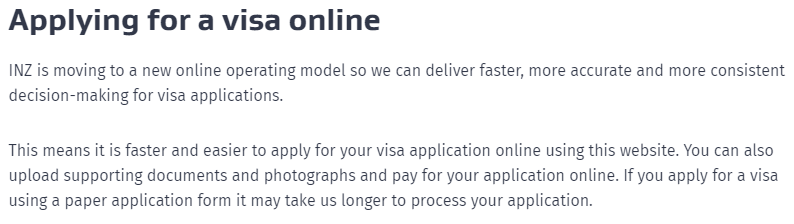 Applying for a visa online
INZ is moving to a new online operating model so we can deliver faster, more accurate and more consistent
decision-making for visa applications.
This means it is faster and easier to apply for your visa application online using this website. You can also
upload supporting documents and photographs and pay for your application online. If you apply for a visa
using a paper application form it may take us longer to process your application.